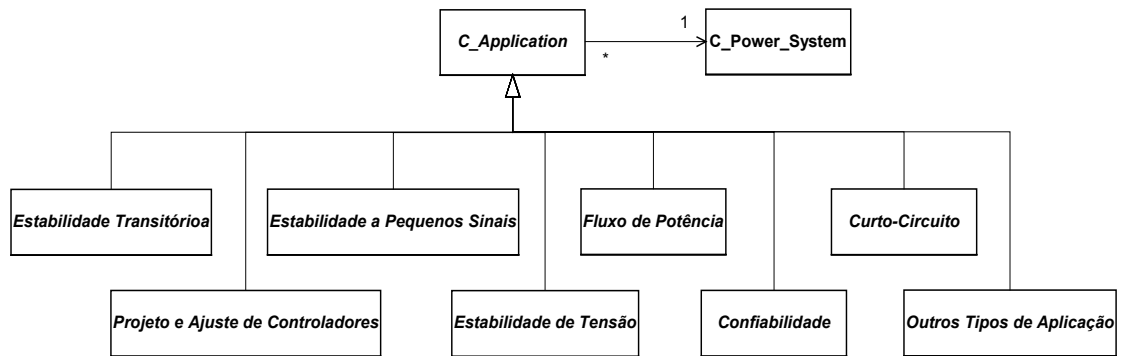 1
C_Application
C_Power_System
*
Estabilidade Transitórioa
Estabilidade a Pequenos Sinais
Fluxo de Potência
Curto-Circuito
Projeto e Ajuste de Controladores
Estabilidade de Tensão
Confiabilidade
Outros Tipos de Aplicação